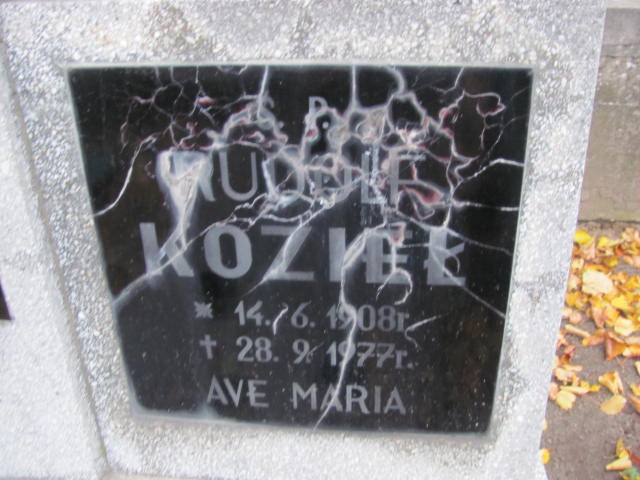 Ś. P.
RUDOLF
KOZIEŁ
* 14. 6. 1908r.
† 28. 9. 1977r.
AVE MARIA